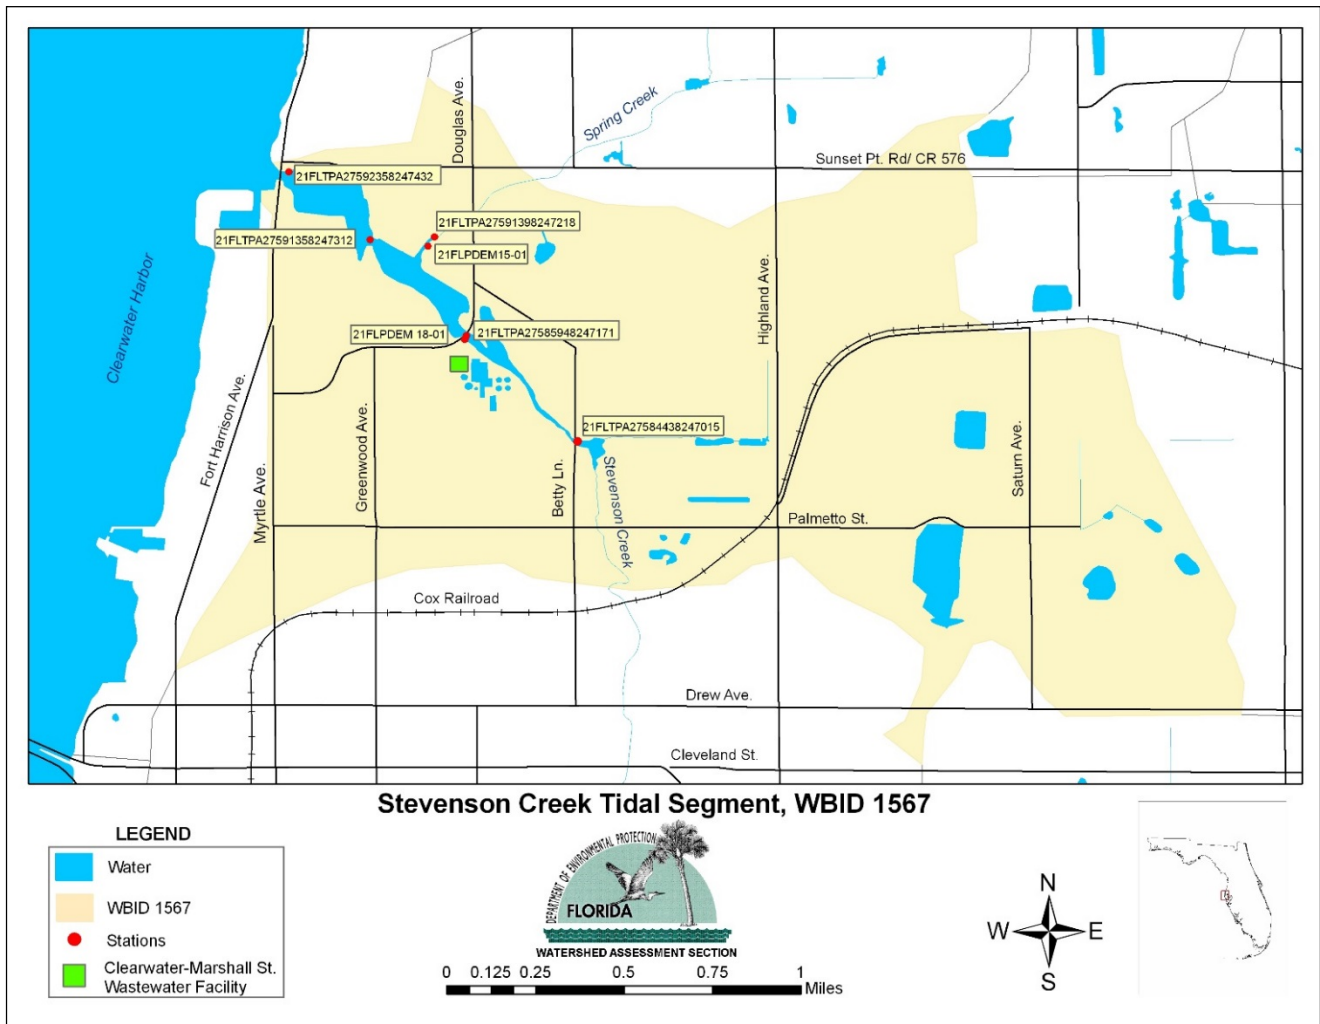 Spring Creek
Douglas Ave.
Sunset Pt. Rd/ CR 576
21FLTPA27592358247432
21FLTPA27591398247218
21FLTPA27591358247312
21FLPDEM15-01
Clearwater Harbor
Highland Ave.
21FLPDEM 18-01
21FLTPA27585948247171
Fort Harrison Ave.
Myrtle Ave.
Greenwood Ave.
Betty Ln.
21FLTPA27584438247015
Stevenson Creek
Saturn Ave.
Palmetto St.
Cox Railroad
Drew Ave.
Cleveland St.
Stevenson Creek Tidal Segment, WBID 1567
LEGEND
Water
WBID 1567
Stations
Clearwater-Marshall St.
Wastewater Facility
DEPARTMENT OF ENVIRONMENTAL PROTECTION
FLORIDA
WATERSHED ASSESSMENT SECTION
0 0.125 0.25 0.5 0.75 1
Miles
N
W E
S